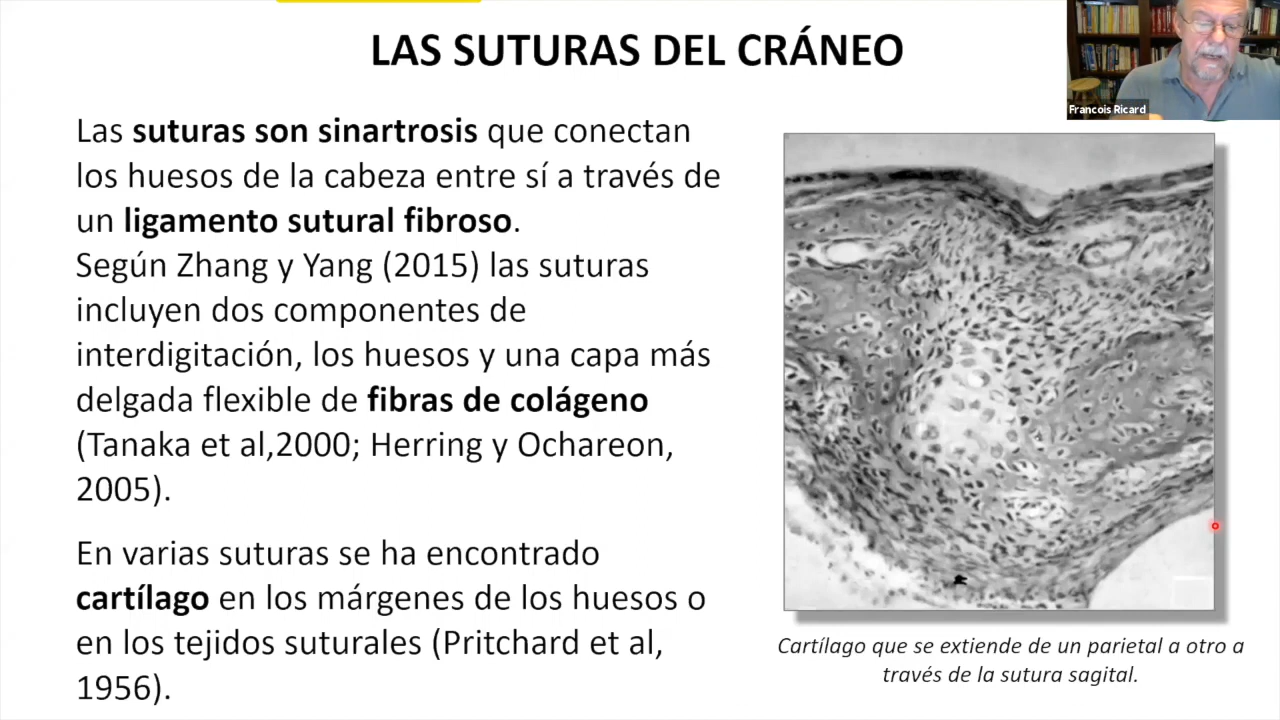 LAS SUTURAS DEL CRÁNEO
Francois Ricard
Las suturas son sinartrosis que conectan
los huesos de la cabeza entre sí a través de
un ligamento sutural fibroso.
Según Zhang y Yang (2015) las suturas
incluyen dos componentes de
interdigitación, los huesos y una capa más
delgada flexible de fibras de colágeno
(Tanaka et al,2000; Herring y Ochareon,
2005).
En varias suturas se ha encontrado
cartílago en los márgenes de los huesos o
en los tejidos suturales (Pritchard et al,
1956).
Cartílago que se extiende de un parietal a otro a
través de la sutura sagital.